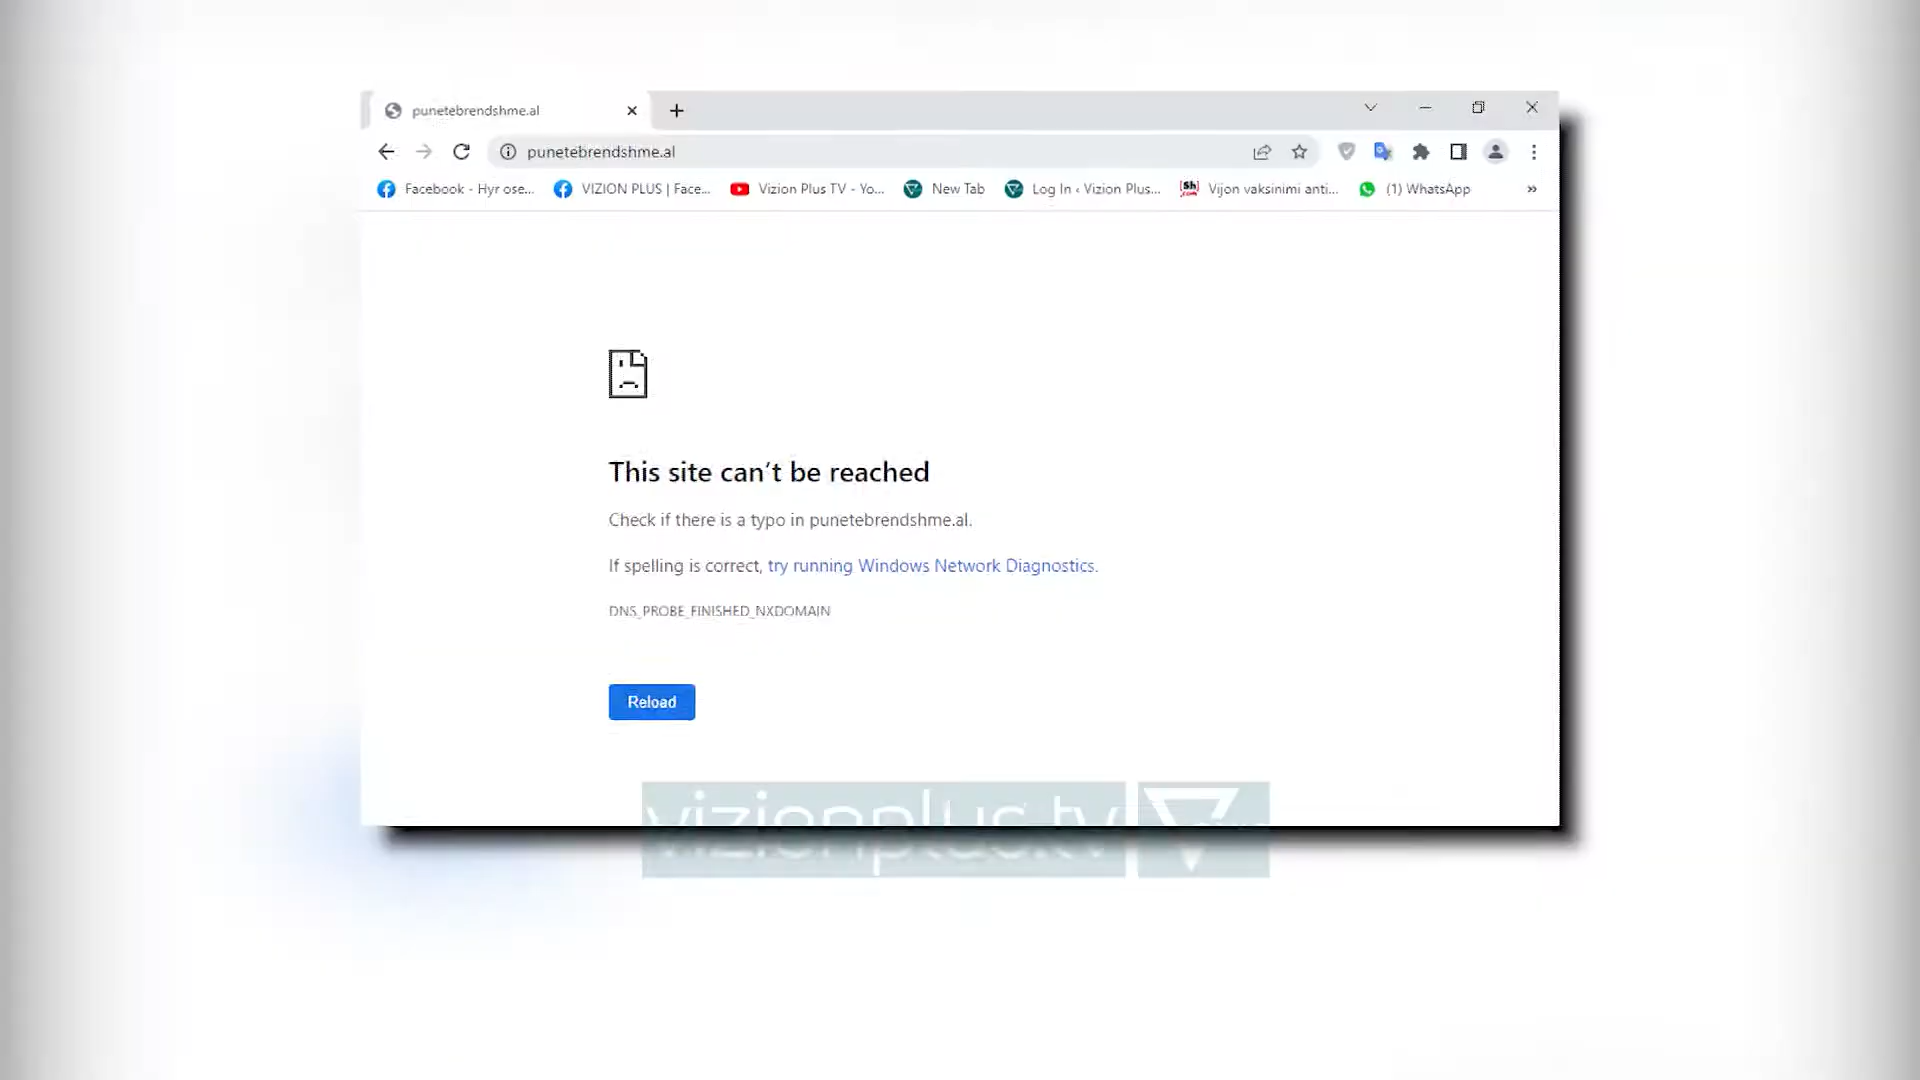 punetebrendshme.al
punetebrendshme.al
Facebook - Hyr ose... VIZION PLUS | Face... Vizion Plus TV - Yo... New Tab Log In ‹ Vizion Plus... Sh .com Vijon vaksinimi anti... (1) WhatsApp »
This site can't be reached
Check if there is a typo in punetebrendshme.al.
If spelling is correct, try running Windows Network Diagnostics.
DNS_PROBE_FINISHED_NXDOMAIN
Reload
vizionplus.tv